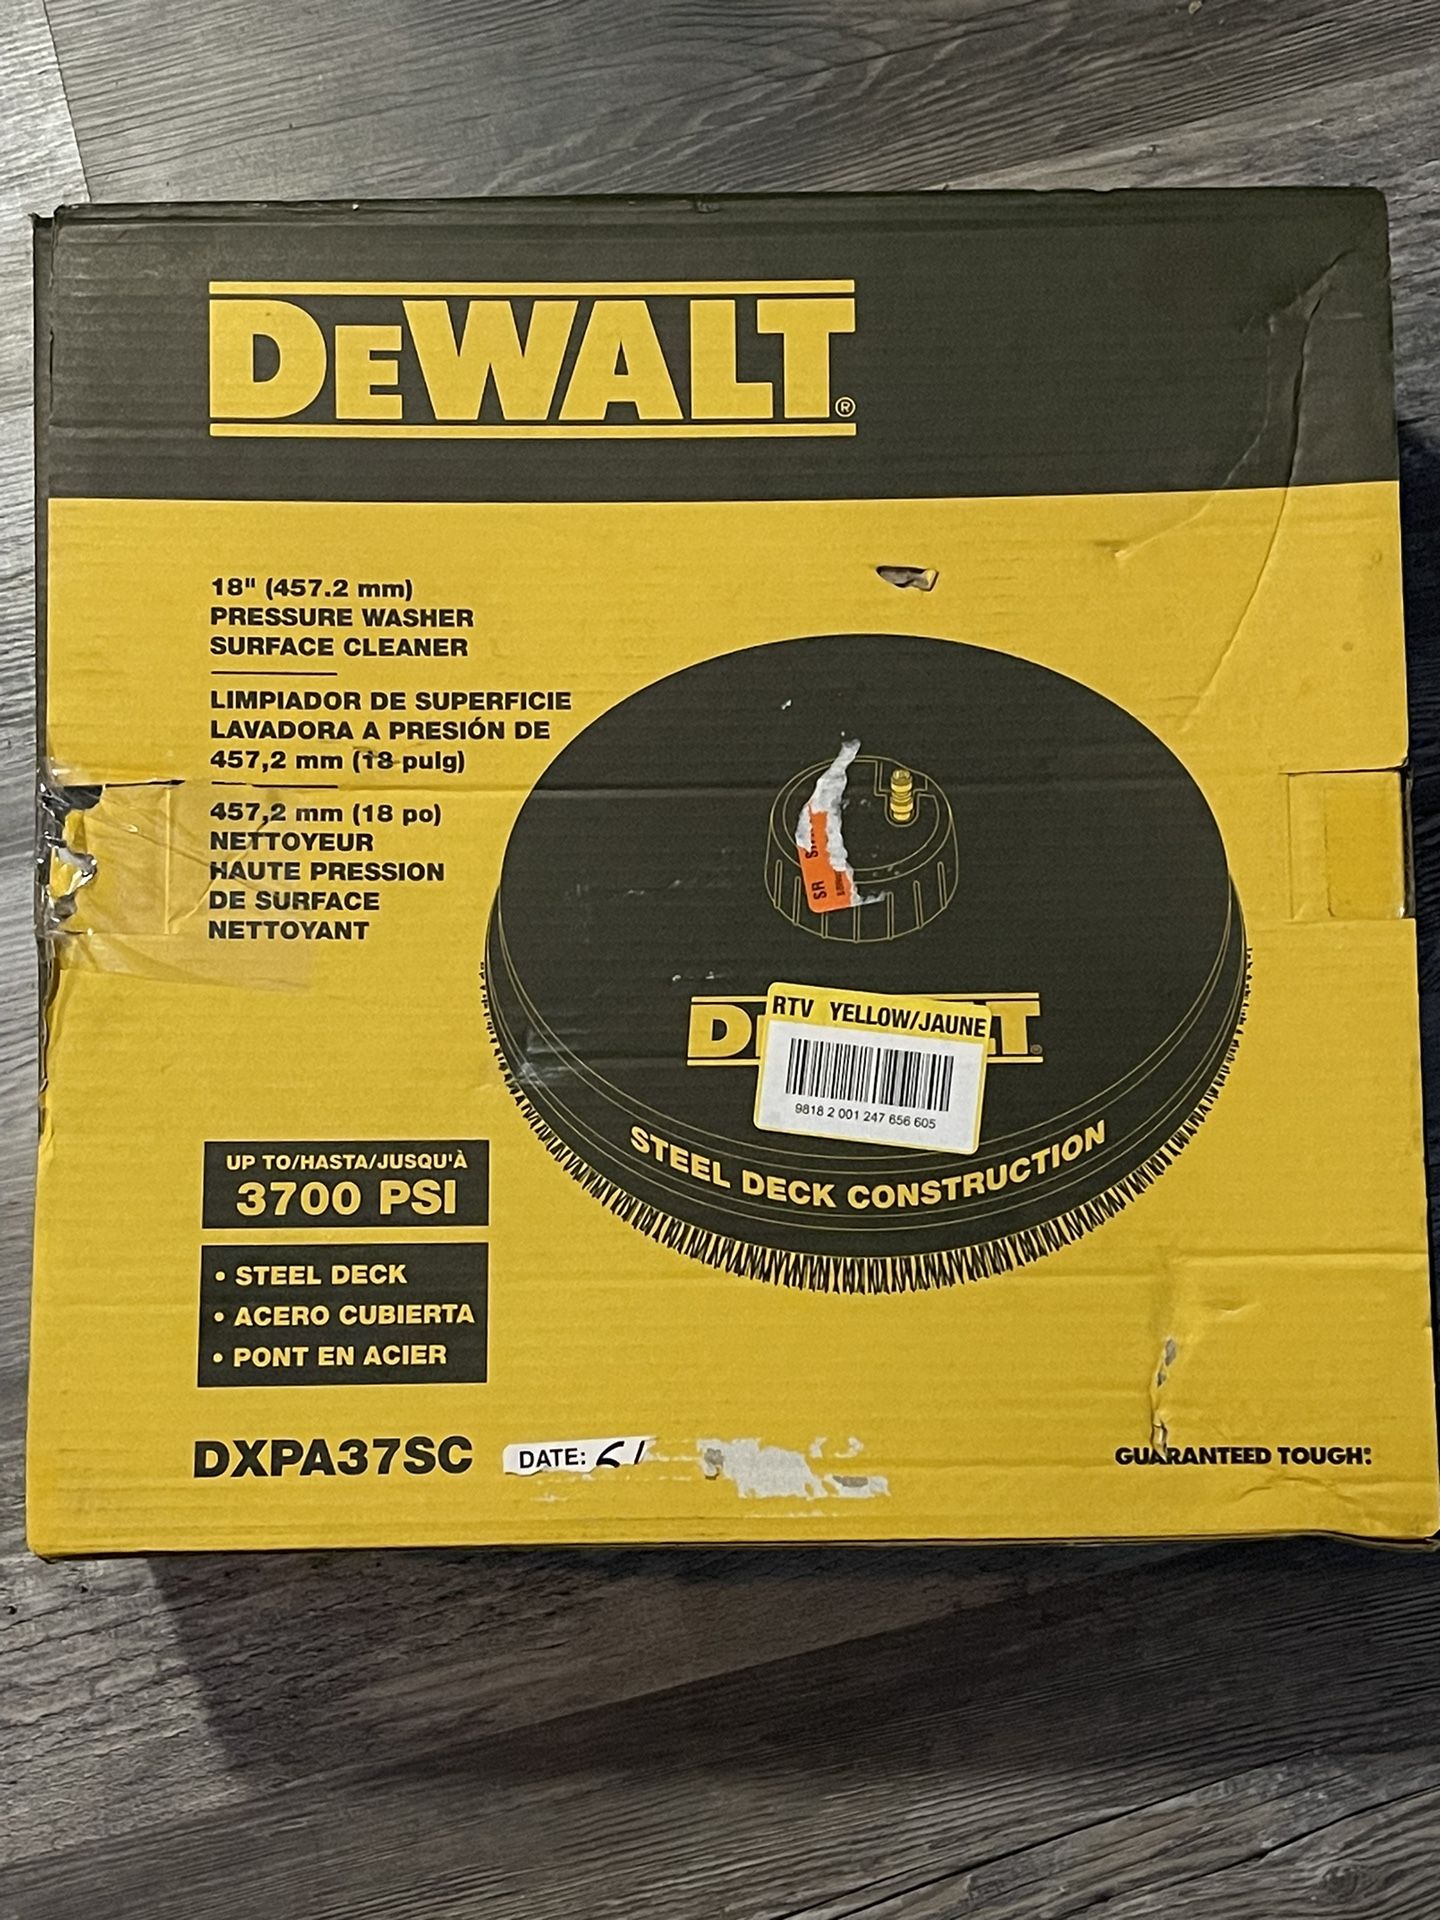 DEWALT®
18" (457.2 mm)
PRESSURE WASHER
SURFACE CLEANER
LIMPIADOR DE SUPERFICIE
LAVADORA A PRESIÓN DE
457,2 mm (18 pulg)
457,2 mm (18 po)
NETTOYEUR
HAUTE PRESSION
DE SURFACE
NETTOYANT
SR
RTV YELLOW/JAUNE
9818 2 001 247 656 605
STEEL DECK CONSTRUCTION
UP TO/HASTA/JUSQU'À
3700 PSI
• STEEL DECK
• ACERO CUBIERTA
• PONT EN ACIER
DXPA37SC
DATE:
GUARANTEED TOUGH®